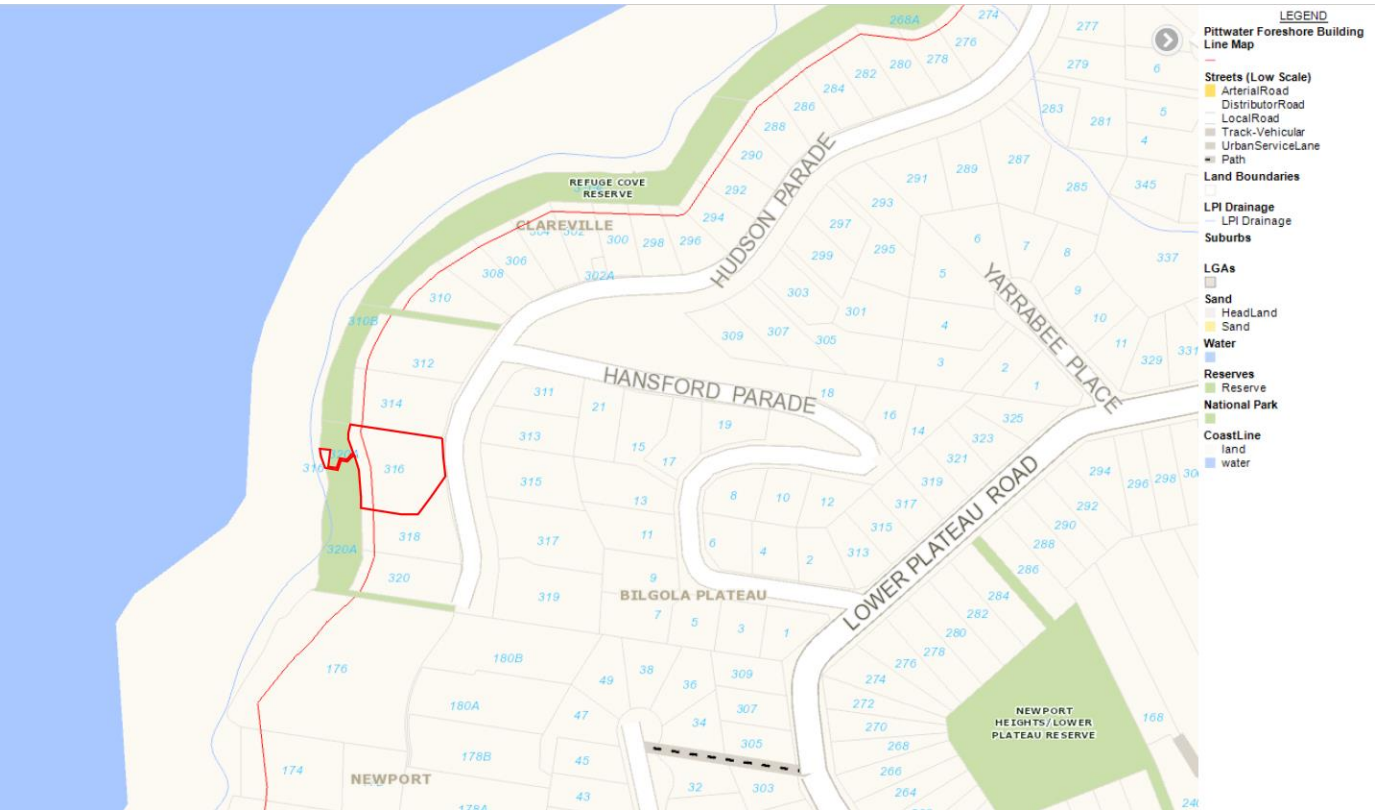 268A
274
277
276
280
278
279
6
282
284
286
283
281
5
288
4
290
287
289
285
345
292
291
REFUGE COVE
RESERVE
293
294
297
CLAREVILLE
304
302
300
298
296
HUDSON PARADE
295
299
6
7
8
337
306
308
302A
5
YARRABEE PLACE
303
9
310
301
10
310B
4
309
307
305
11
331
329
312
3
2
1
HANSFORD PARADE
18
311
21
314
16
325
19
14
323
313
15
17
321
320A
316
316
315
319
294
296
298
LOWER PLATEAU ROAD
8
10
12
317
13
292
315
290
318
317
11
6
4
2
313
288
320A
286
320
9
319
BILGOLA PLATEAU
284
7
5
3
1
282
280
176
180B
38
309
278
49
36
276
274
180A
47
34
307
272
NEWPORT
HEIGHTS/LOWER
PLATEAU RESERVE
168
270
178B
45
305
268
174
NEWPORT
266
43
32
303
264
178A
LEGEND
Pittwater Foreshore Building
Line Map
Streets (Low Scale)
ArterialRoad
DistributorRoad
LocalRoad
Track-Vehicular
UrbanServiceLane
Path
Land Boundaries
LPI Drainage
LPI Drainage
Suburbs
LGAs
Sand
HeadLand
Sand
Water
Reserves
Reserve
National Park
CoastLine
land
water